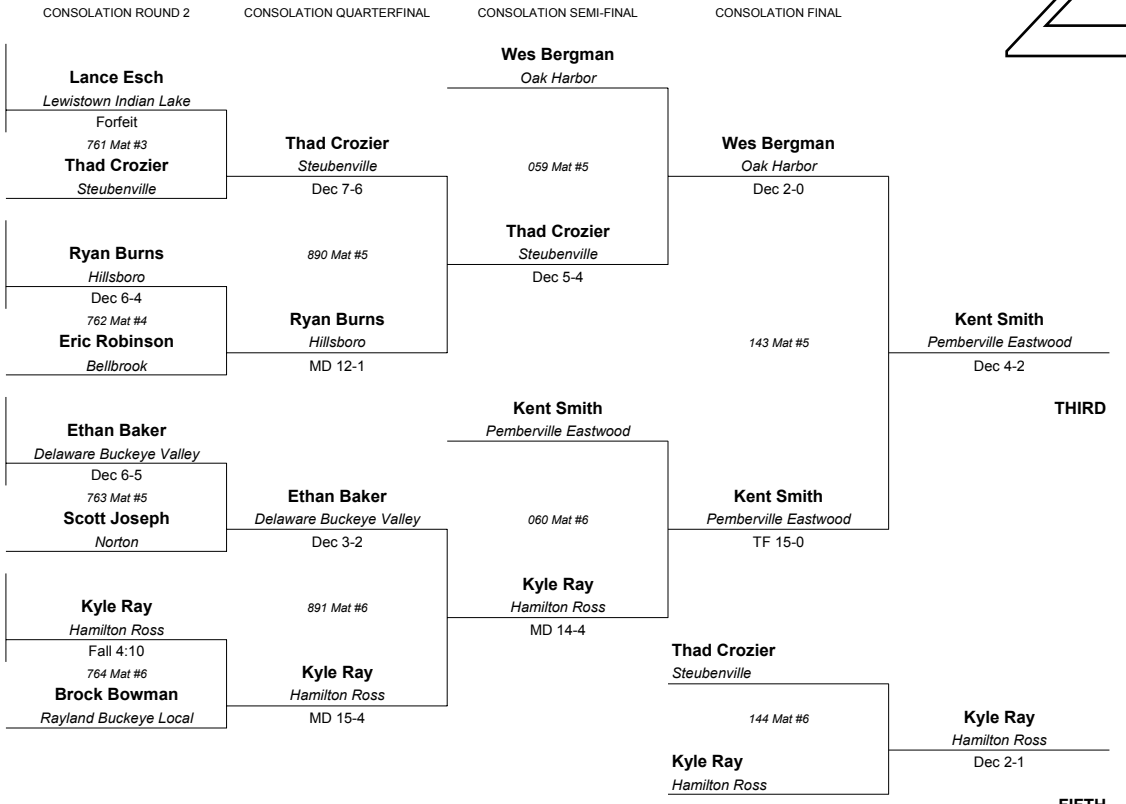 CONSOLATION ROUND 2
CONSOLATION QUARTERFINAL
CONSOLATION SEMI-FINAL
CONSOLATION FINAL
Lance Esch
Lewistown Indian Lake
Forfeit
761 Mat #3
Thad Crozier
Steubenville
Ryan Burns
Hillsboro
Dec 6-4
762 Mat #4
Eric Robinson
Bellbrook
Ethan Baker
Delaware Buckeye Valley
Dec 6-5
763 Mat #5
Scott Joseph
Norton
Kyle Ray
Hamilton Ross
Fall 4:10
764 Mat #6
Brock Bowman
Rayland Buckeye Local
Thad Crozier
Steubenville
Dec 7-6
890 Mat #5
Ryan Burns
Hillsboro
MD 12-1
Ethan Baker
Delaware Buckeye Valley
Dec 3-2
891 Mat #6
Kyle Ray
Hamilton Ross
MD 15-4
Wes Bergman
Oak Harbor
059 Mat #5
Thad Crozier
Steubenville
Dec 5-4
Kent Smith
Pemberville Eastwood
060 Mat #6
Kyle Ray
Hamilton Ross
MD 14-4
Wes Bergman
Oak Harbor
Dec 2-0
143 Mat #5
Kent Smith
Pemberville Eastwood
TF 15-0
Thad Crozier
Steubenville
144 Mat #6
Kyle Ray
Hamilton Ross
Kent Smith
Pemberville Eastwood
Dec 4-2
THIRD
Kyle Ray
Hamilton Ross
Dec 2-1
FIFTH